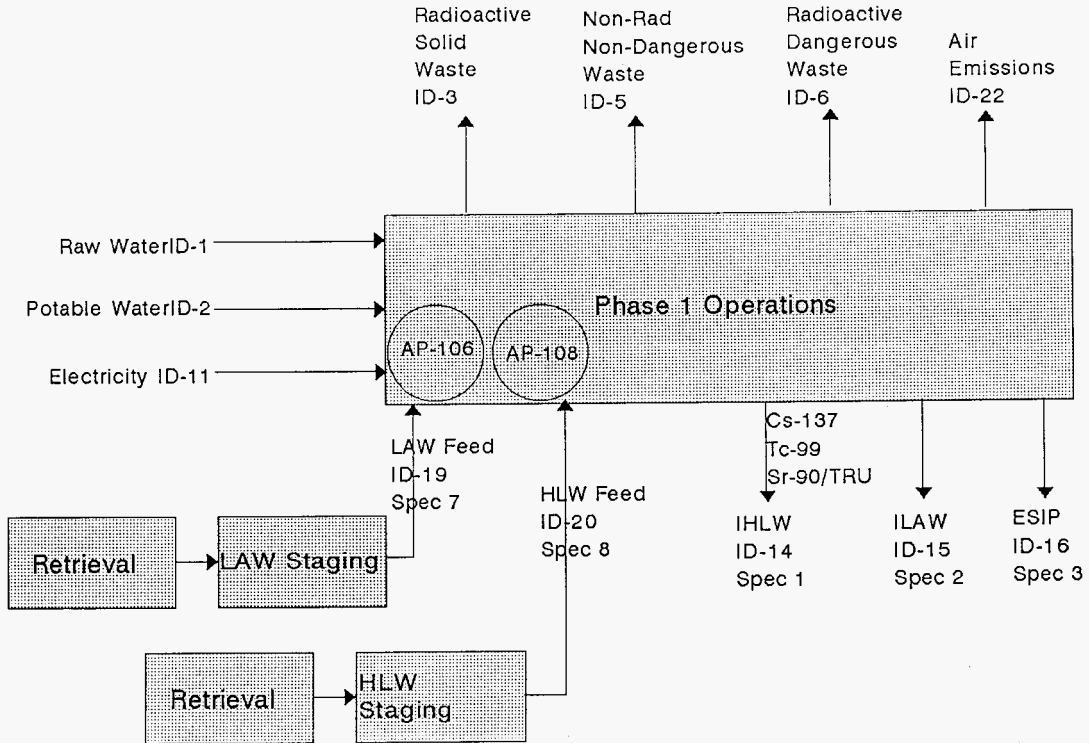 Radioactive
Solid
Waste
ID-3
Non-Rad
Non-Dangerous
Waste
ID-5
Radioactive
Dangerous
Waste
ID-6
Air
Emissions
ID-22
Raw WaterID-1
Potable WaterID-2
Electricity ID-11
Phase 1 Operations
AP-106
AP-108
LAW Feed
ID-19
Spec 7
HLW Feed
ID-20
Spec 8
Cs-137
Tc-99
Sr-90/TRU
IHLW
ID-14
Spec 1
ILAW
ID-15
Spec 2
ESIP
ID-16
Spec 3
Retrieval
LAW Staging
Retrieval
HLW
Staging